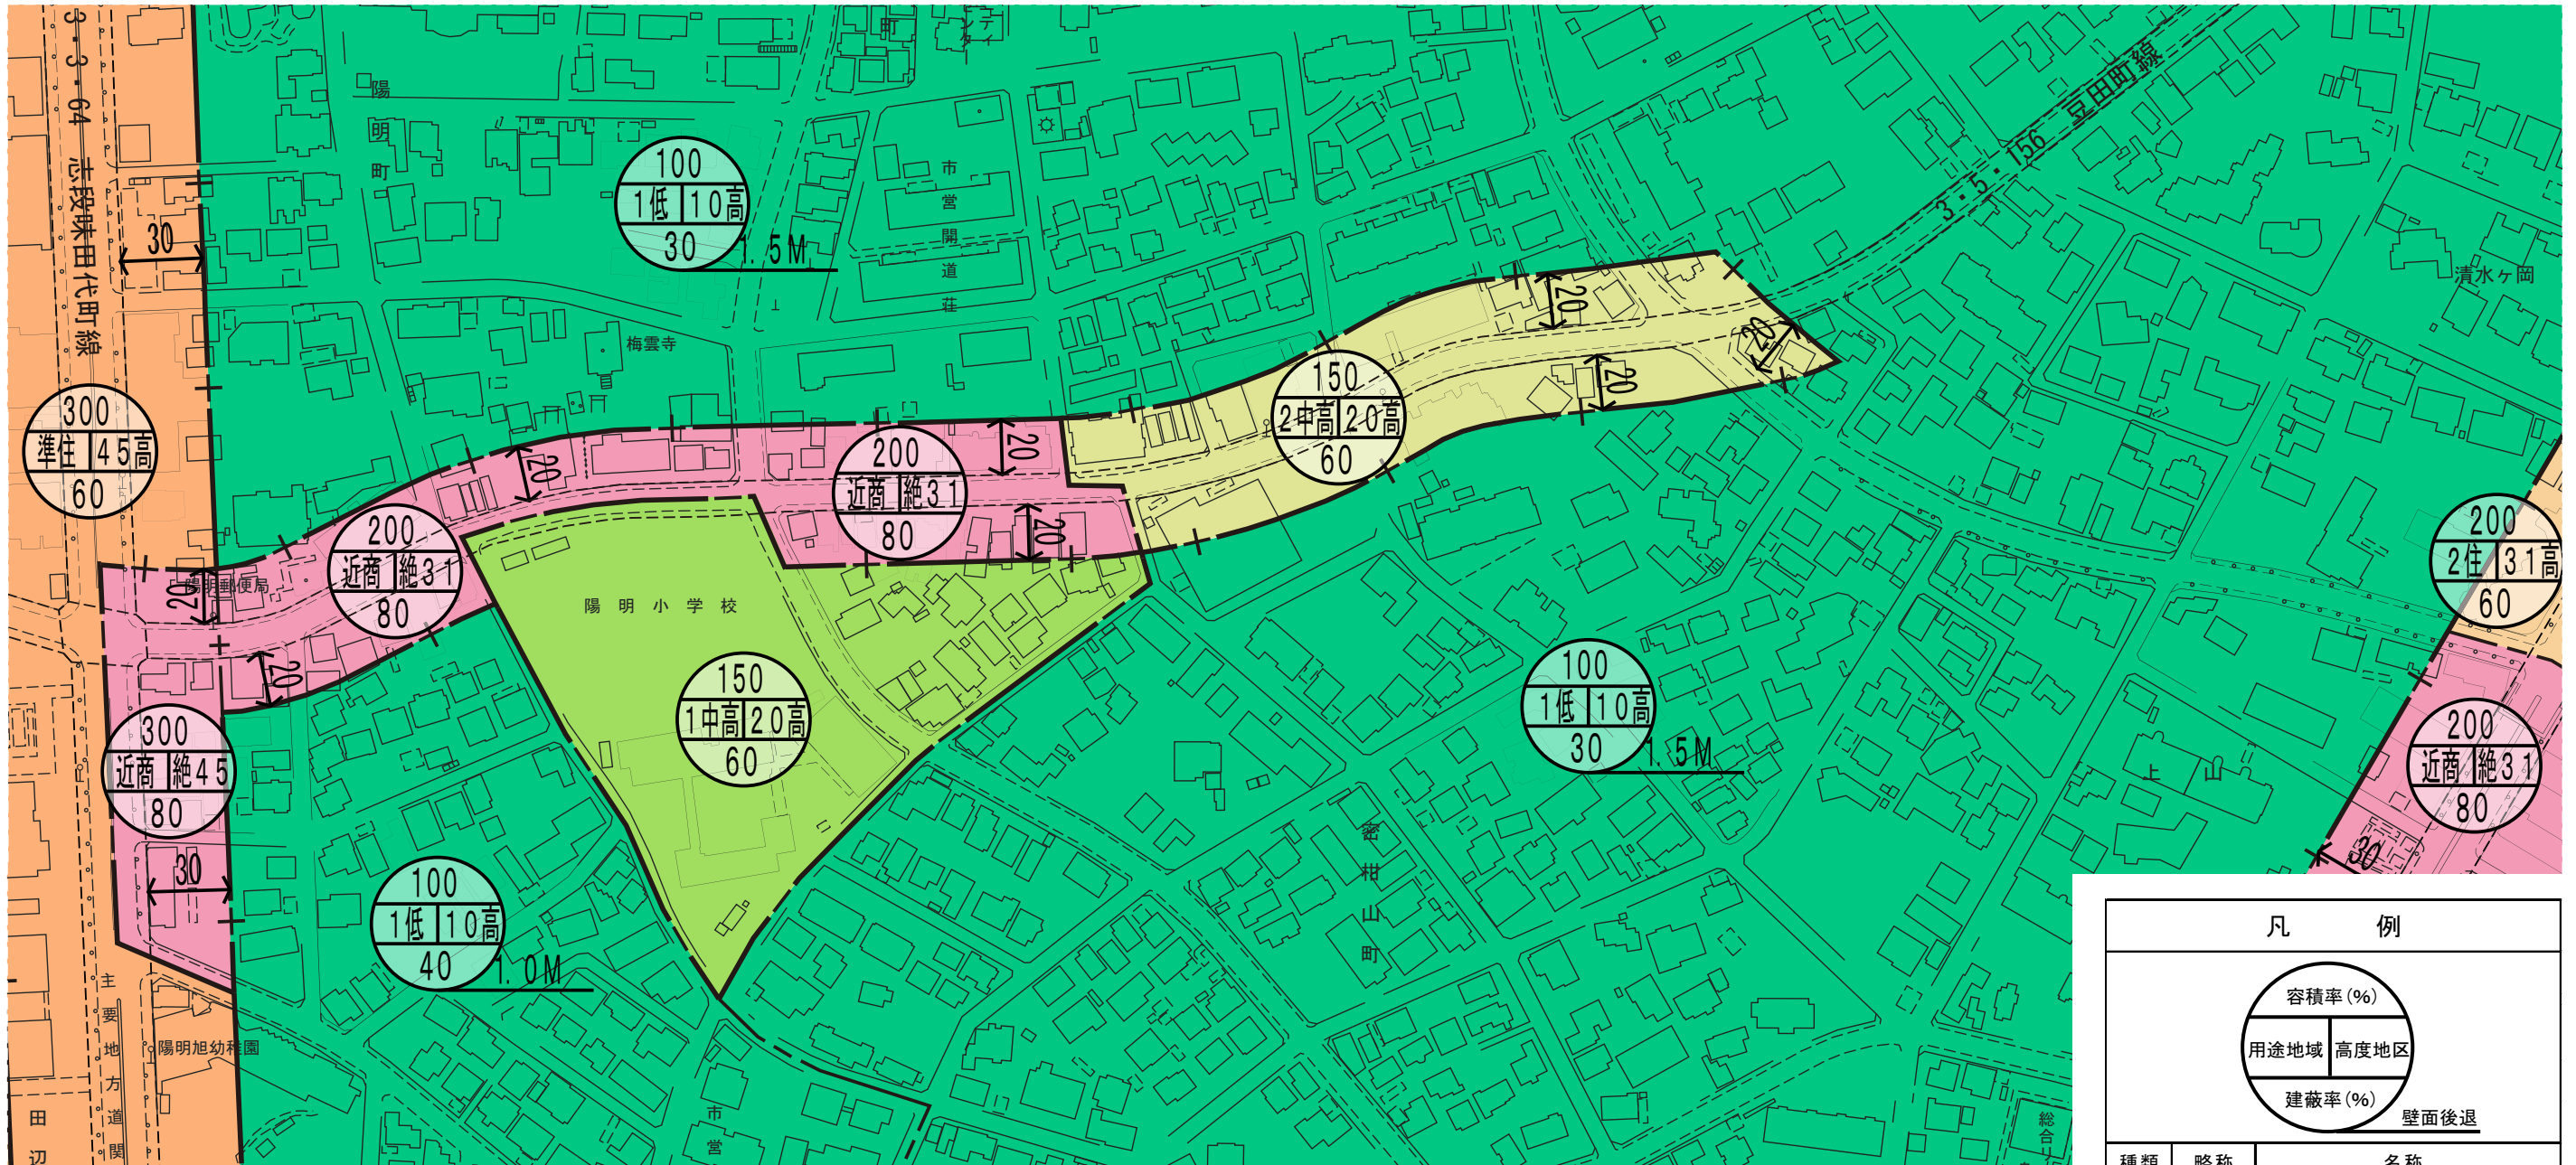 3・3・64 志段味田代町線
陽明町
町
100
1低 10高
30
1.5M
市営開道荘
3・5・156 豆田町線
清水ヶ岡
30
梅雲寺
20
20
20
150
2中高 20高
60
300
準住 45高
60
20
20
200
近商 絶31
80
20
200
近商 絶31
80
陽明郵便局
20
20
陽明小学校
200
2住 31高
60
100
1低 10高
30
1.5M
150
1中高 20高
60
300
近商 絶45
80
200
近商 絶31
80
上山
密柑山町
30
30
100
1低 10高
40
1.0M
主要地方道関
陽明旭幼稚園
田辺
市営
総合
凡例
容積率(%)
用途地域 高度地区
建蔽率(%)
壁面後退
種類 略称 名称